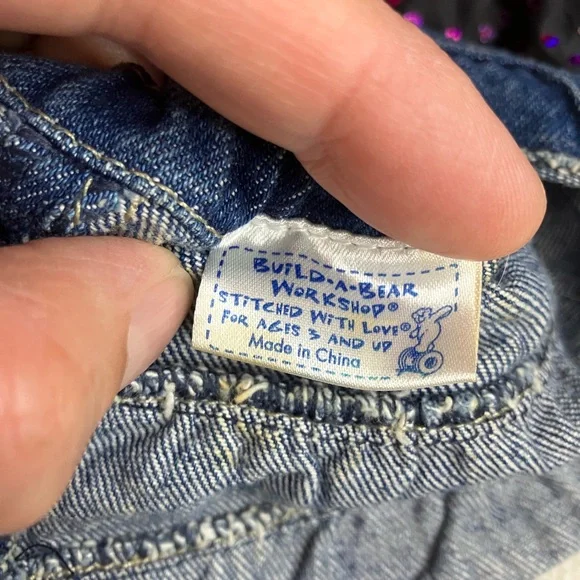 BUILD-A-BEAR
WORKSHOP®
STITCHED WITH LOVE®
FOR AGES 3 AND UP
Made in China